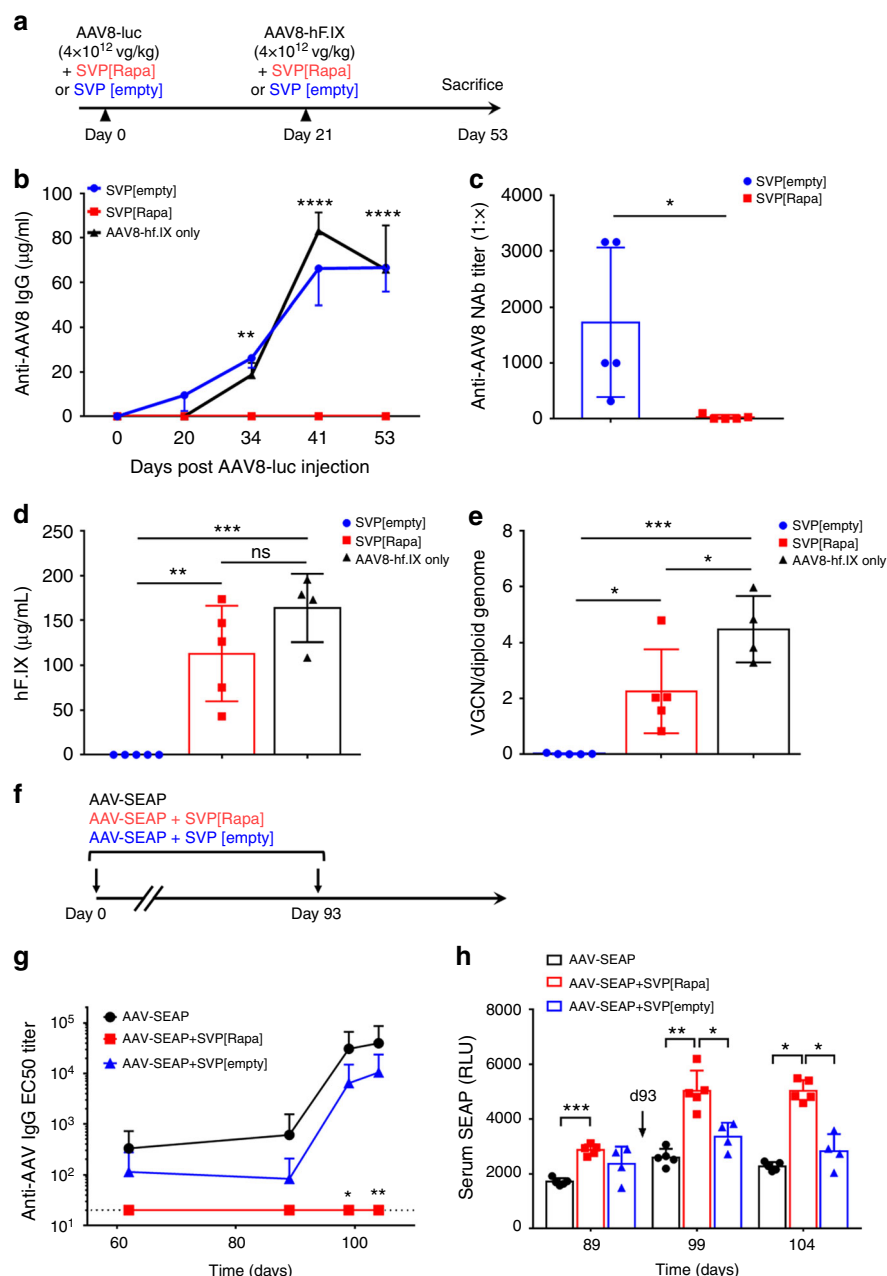 a
AAV8-luc
(4×10¹² vg/kg)
+ SVP[Rapa]
or SVP [empty]
AAV8-hF.IX
(4×10¹² vg/kg)
+ SVP[Rapa]
or SVP [empty]
Sacrifice
Day 0
Day 21
Day 53
b
SVP[empty]
SVP[Rapa]
AAV8-hf.IX only
Anti-AAV8 IgG (µg/ml)
100
80
60
40
20
0
**
****
****
0 20 34 41 53
Days post AAV8-luc injection
c
SVP[empty]
SVP[Rapa]
Anti-AAV8 NAb titer (1:×)
4000
3000
2000
1000
0
*
d
SVP[empty]
SVP[Rapa]
AAV8-hF.IX only
hF.IX (µg/mL)
250
200
150
100
50
0
***
ns
**
e
SVP[empty]
SVP[Rapa]
AAV8-hF.IX only
VGCN/diploid genome
8
6
4
2
0
***
*
*
f
AAV-SEAP
AAV-SEAP + SVP[Rapa]
AAV-SEAP + SVP [empty]
Day 0
Day 93
g
AAV-SEAP
AAV-SEAP+SVP[Rapa]
AAV-SEAP+SVP[empty]
Anti-AAV IgG EC50 titer
10⁵
10⁴
10³
10²
10¹
* **
60 80 100
Time (days)
h
AAV-SEAP
AAV-SEAP+SVP[Rapa]
AAV-SEAP+SVP[empty]
Serum SEAP (RLU)
8000
6000
4000
2000
0
***
d93
** *
* *
89 99 104
Time (days)